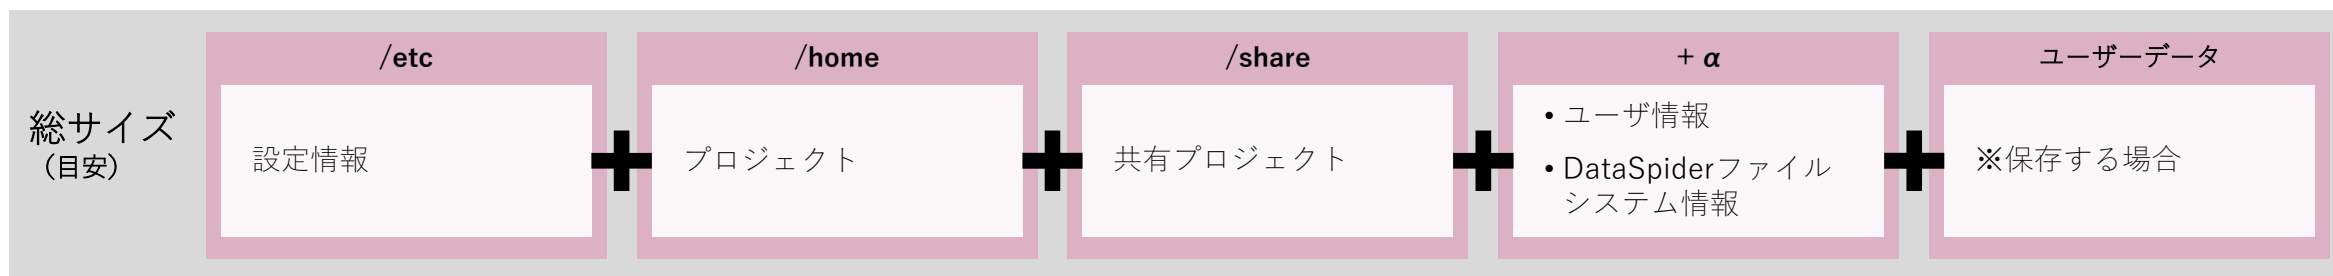 総サイズ
（目安）
/etc
設定情報
/home
プロジェクト
/share
共有プロジェクト
+ α
• ユーザ情報
• DataSpiderファイル
システム情報
ユーザーデータ
※保存する場合